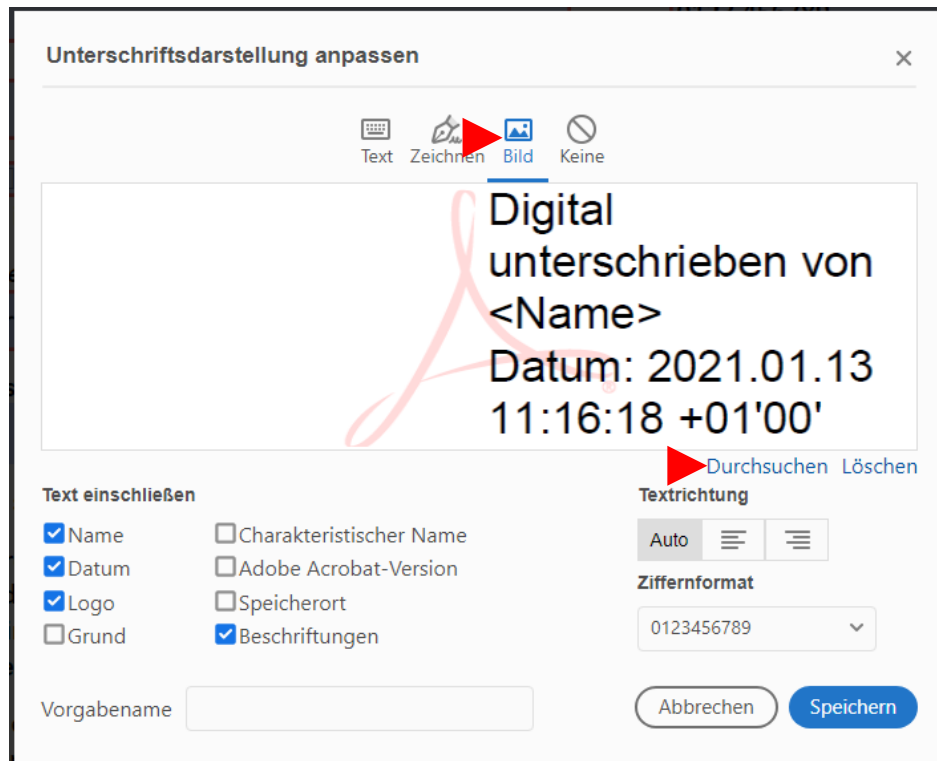 Unterschriftsdarstellung anpassen
Text Zeichnen Bild Keine
Digital
unterschrieben von
<Name>
Datum: 2021.01.13
11:16:18 +01'00'
Durchsuchen Löschen
Text einschließen
Textrichtung
Name
Charakteristischer Name
Auto
Datum
Adobe Acrobat-Version
Ziffernformat
Logo
Speicherort
0123456789
Grund
Beschriftungen
Vorgabename
Abbrechen
Speichern